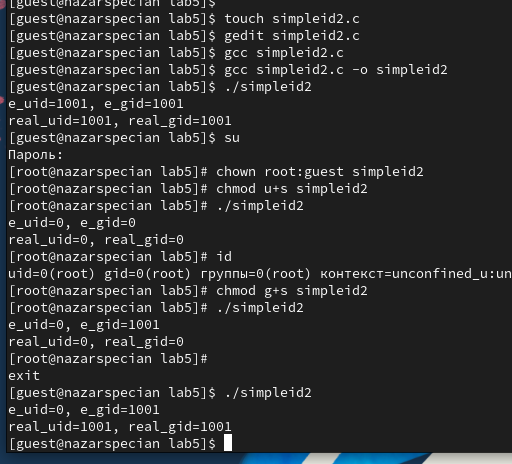 [guest@nazarspecian lab5]$
[guest@nazarspecian lab5]$ touch simpleid2.c
[guest@nazarspecian lab5]$ gedit simpleid2.c
[guest@nazarspecian lab5]$ gcc simpleid2.c
[guest@nazarspecian lab5]$ gcc simpleid2.c -o simpleid2
[guest@nazarspecian lab5]$ ./simpleid2
e_uid=1001, e_gid=1001
real_uid=1001, real_gid=1001
[guest@nazarspecian lab5]$ su
Пароль:
[root@nazarspecian lab5]# chown root:guest simpleid2
[root@nazarspecian lab5]# chmod u+s simpleid2
[root@nazarspecian lab5]# ./simpleid2
e_uid=0, e_gid=0
real_uid=0, real_gid=0
[root@nazarspecian lab5]# id
uid=0(root) gid=0(root) группы=0(root) контекст=unconfined_u:un
[root@nazarspecian lab5]# chmod g+s simpleid2
[root@nazarspecian lab5]# ./simpleid2
e_uid=0, e_gid=1001
real_uid=0, real_gid=0
[root@nazarspecian lab5]#
exit
[guest@nazarspecian lab5]$ ./simpleid2
e_uid=0, e_gid=1001
real_uid=1001, real_gid=1001
[guest@nazarspecian lab5]$